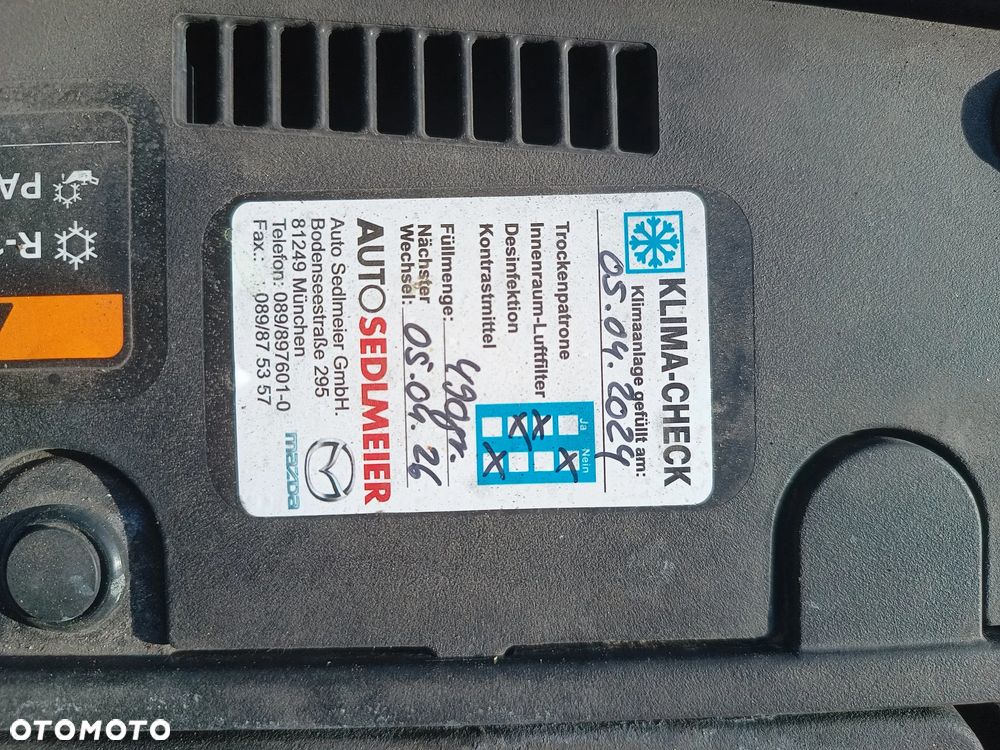 KLIMA-CHECK
Klimaanlage gefüllt am:
05.04.2024
Ja Nein
Trockenpatrone
Innenraum-Luftfilter
Desinfektion
Kontrastmittel
Füllmenge: 490gr.
Nächster
Wechsel: 05.04.26
AUTOSEDLMEIER
Auto Sedlmeier GmbH.
Bodenseestraße 295
81249 München
Telefon: 089/897601-0
Fax.: 089/87 53 57
mazda
R-
PA
OTOMOTO